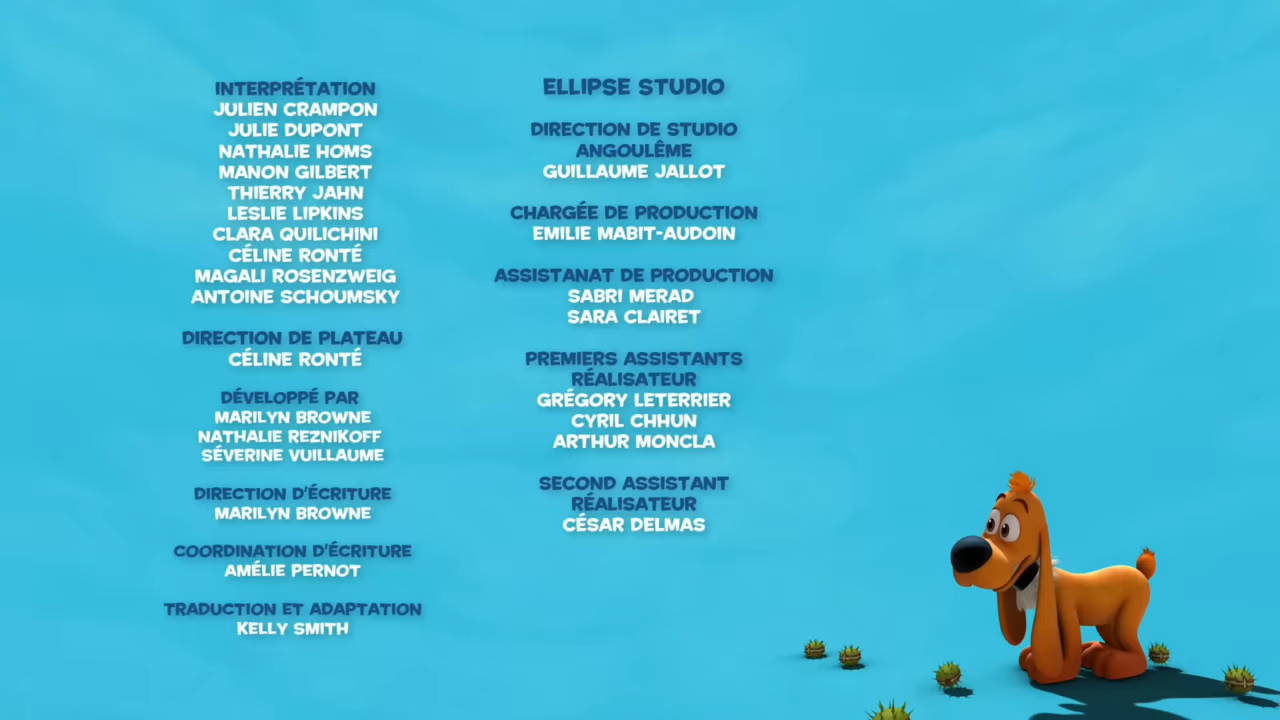 INTERPRÉTATION
JULIEN CRAMPON
JULIE DUPONT
NATHALIE HOMS
MANON GILBERT
THIERRY JAHN
LESLIE LIPKINS
CLARA QUILICHINI
CÉLINE RONTÉ
MAGALI ROSENZWEIG
ANTOINE SCHOUMSKY
DIRECTION DE PLATEAU
CÉLINE RONTÉ
DÉVELOPPÉ PAR
MARILYN BROWNE
NATHALIE REZNIKOFF
SÉVERINE VUILLAUME
DIRECTION D'ÉCRITURE
MARILYN BROWNE
COORDINATION D'ÉCRITURE
AMÉLIE PERNOT
TRADUCTION ET ADAPTATION
KELLY SMITH
ELLIPSE STUDIO
DIRECTION DE STUDIO
ANGOULÊME
GUILLAUME JALLOT
CHARGÉE DE PRODUCTION
EMILIE MABIT-AUDOIN
ASSISTANAT DE PRODUCTION
SABRI MERAD
SARA CLAIRET
PREMIERS ASSISTANTS
RÉALISATEUR
GRÉGORY LETERRIER
CYRIL CHHUN
ARTHUR MONCLA
SECOND ASSISTANT
RÉALISATEUR
CÉSAR DELMAS